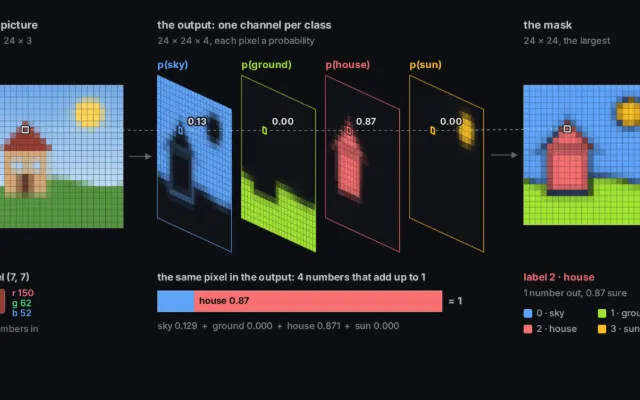 picture
24 × 3
the output: one channel per class
24 × 24 × 4, each pixel a probability
the mask
24 × 24, the largest
p(sky)
p(ground)
p(house)
p(sun)
0.13
0.00
0.87
0.00
(7, 7)
r 150
g 62
b 52
in
the same pixel in the output: 4 numbers that add up to 1
house 0.87
= 1
sky 0.129 + ground 0.000 + house 0.871 + sun 0.000
label 2 · house
1 number out, 0.87 sure
0 · sky
2 · house
3 · sun